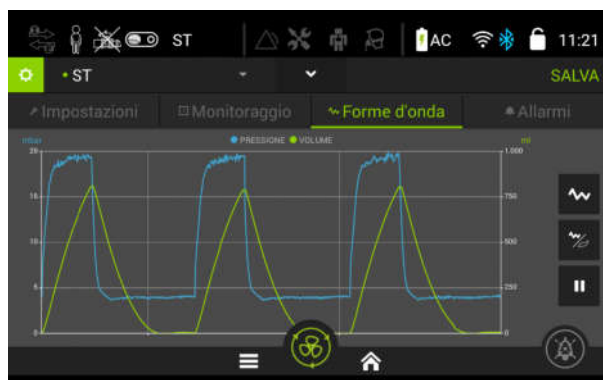 ST AC 11:21
• ST SALVA
Impostazioni Monitoraggio Forme d'onda Allarmi
mbar PRESSIONE VOLUME ml
20 1.000
15 750
10 500
5 250
0 0